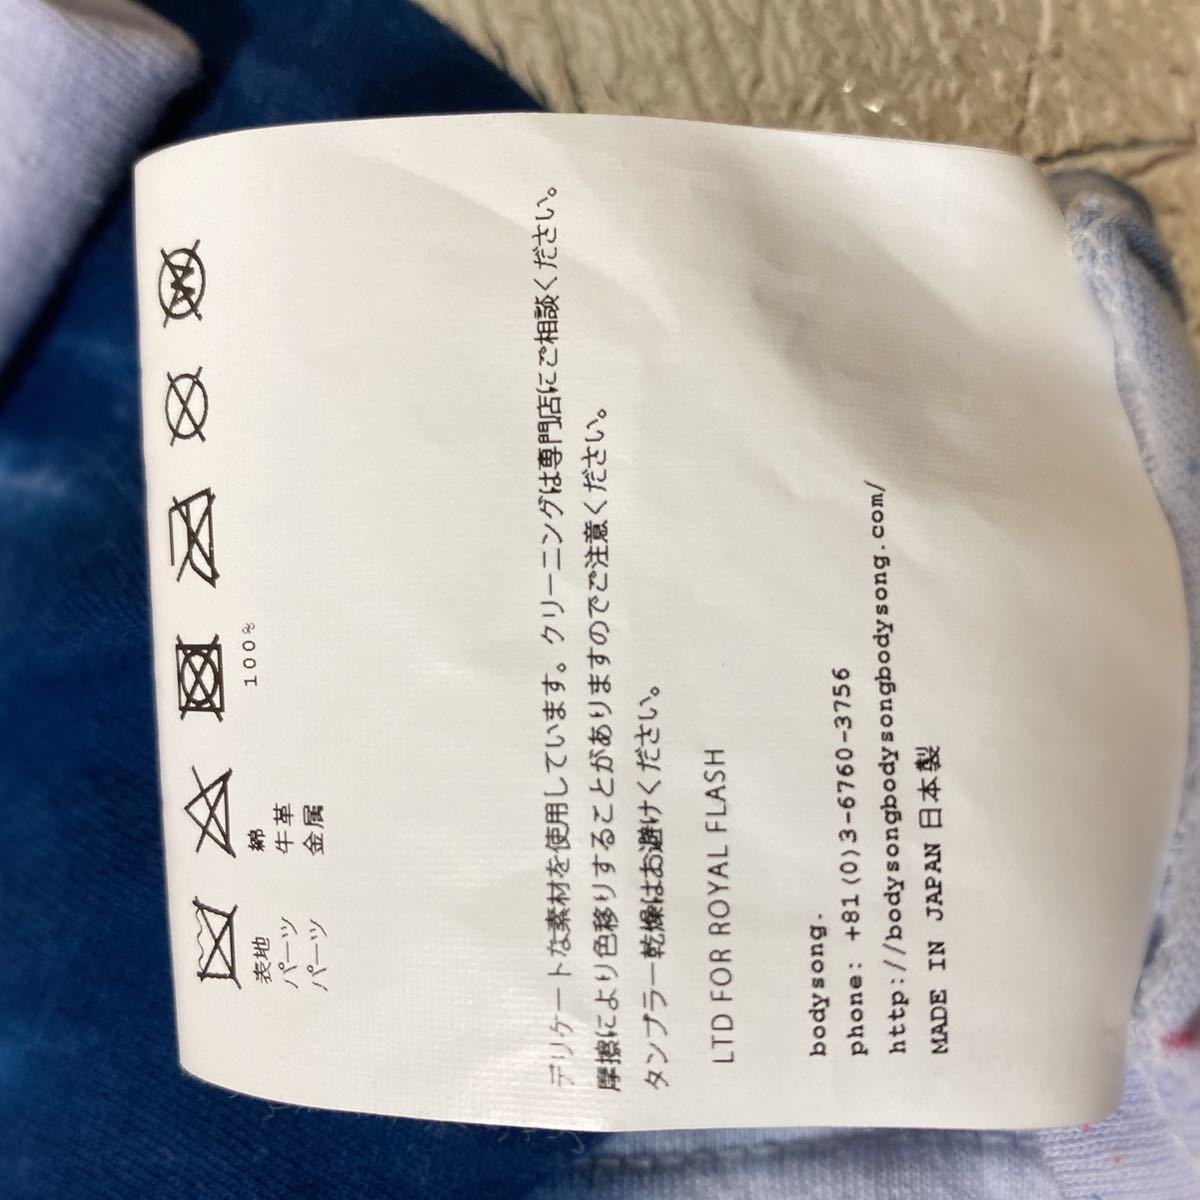 表地 綿 100%
パーツ 牛革
パーツ 金属
デリケートな素材を使用しています。クリーニングは専門店にご相談ください。
摩擦により色移りすることがありますのでご注意ください。
タンブラー乾燥はお避けください。
LTD FOR ROYAL FLASH
bodysong.
phone: +81(0)3-6760-3756
http://bodysongbodysongbodysong.com/
MADE IN JAPAN 日本製